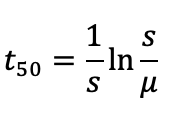 t₅₀ = 1/s ln s/μ